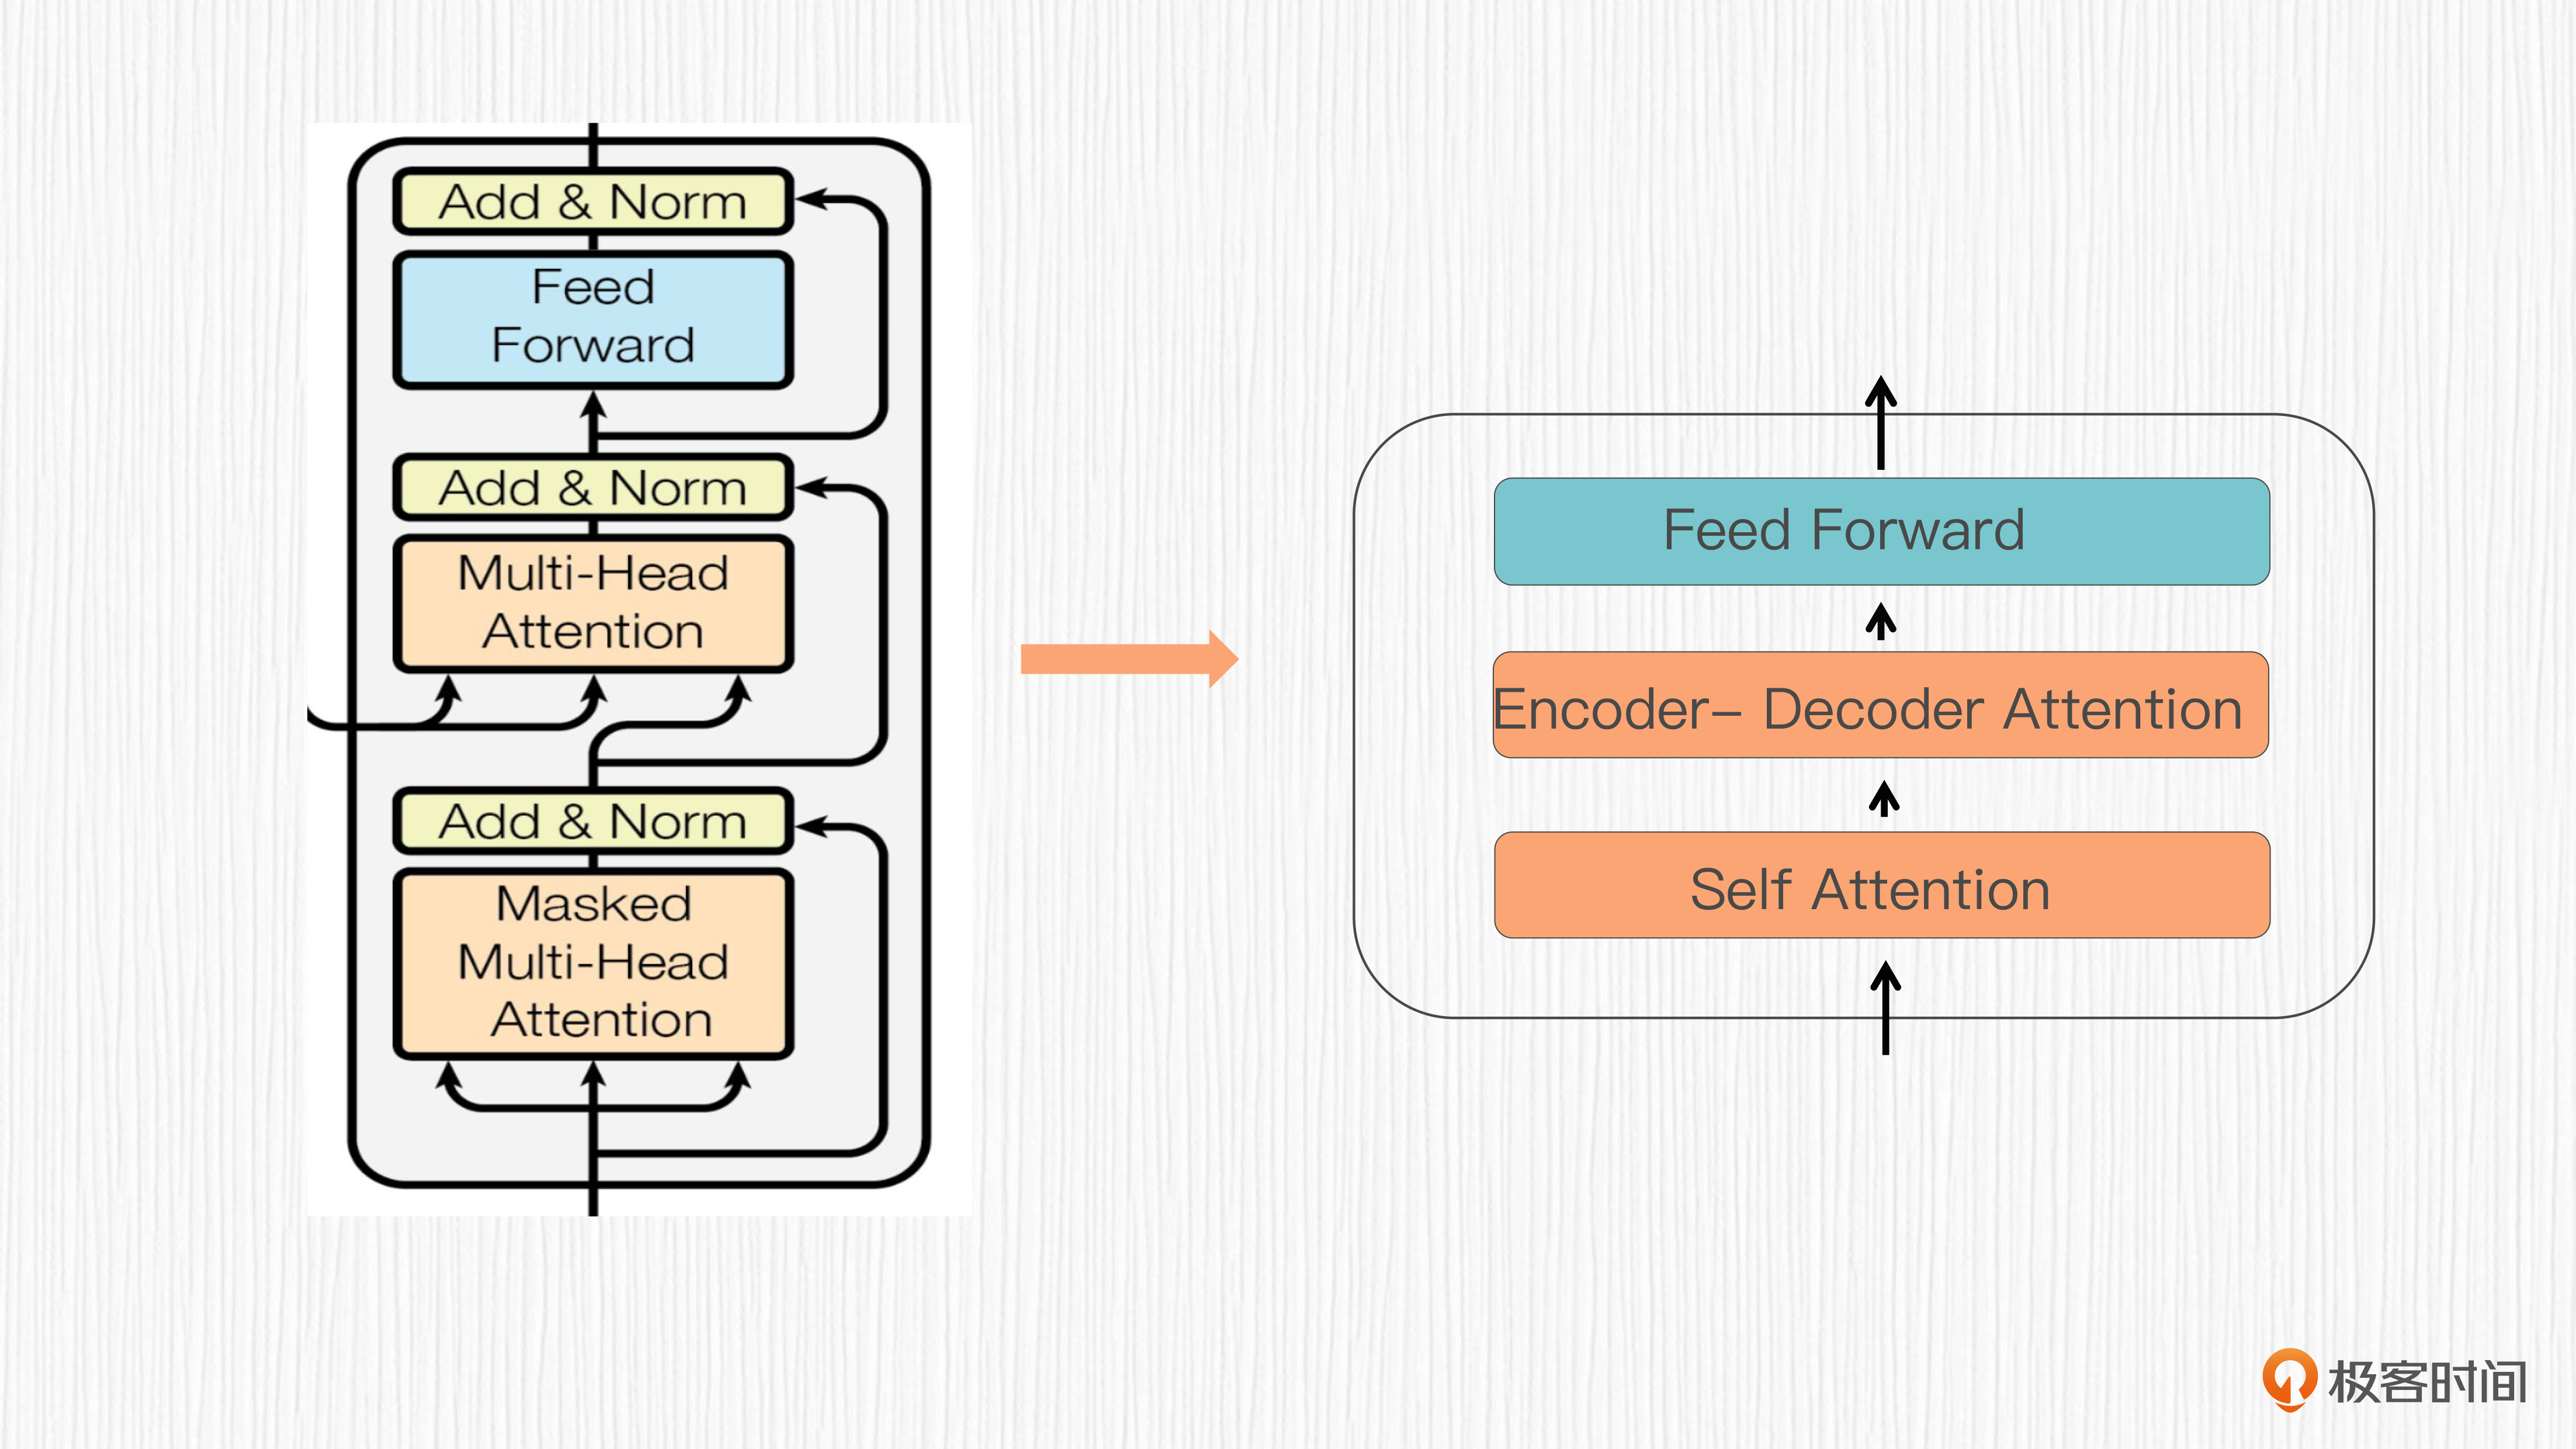 Add & Norm
Feed
Forward
Add & Norm
Multi-Head
Attention
Add & Norm
Masked
Multi-Head
Attention
Feed Forward
Encoder– Decoder Attention
Self Attention
极客时间